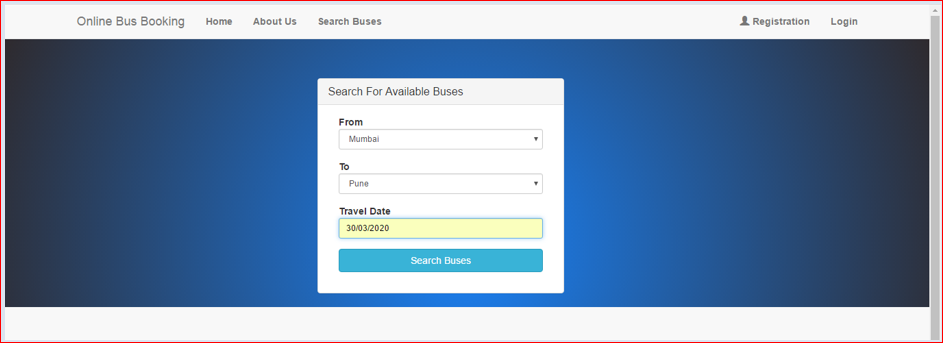 Online Bus Booking Home About Us Search Buses Registration Login
Search For Available Buses
From
Mumbai
To
Pune
Travel Date
30/03/2020
Search Buses